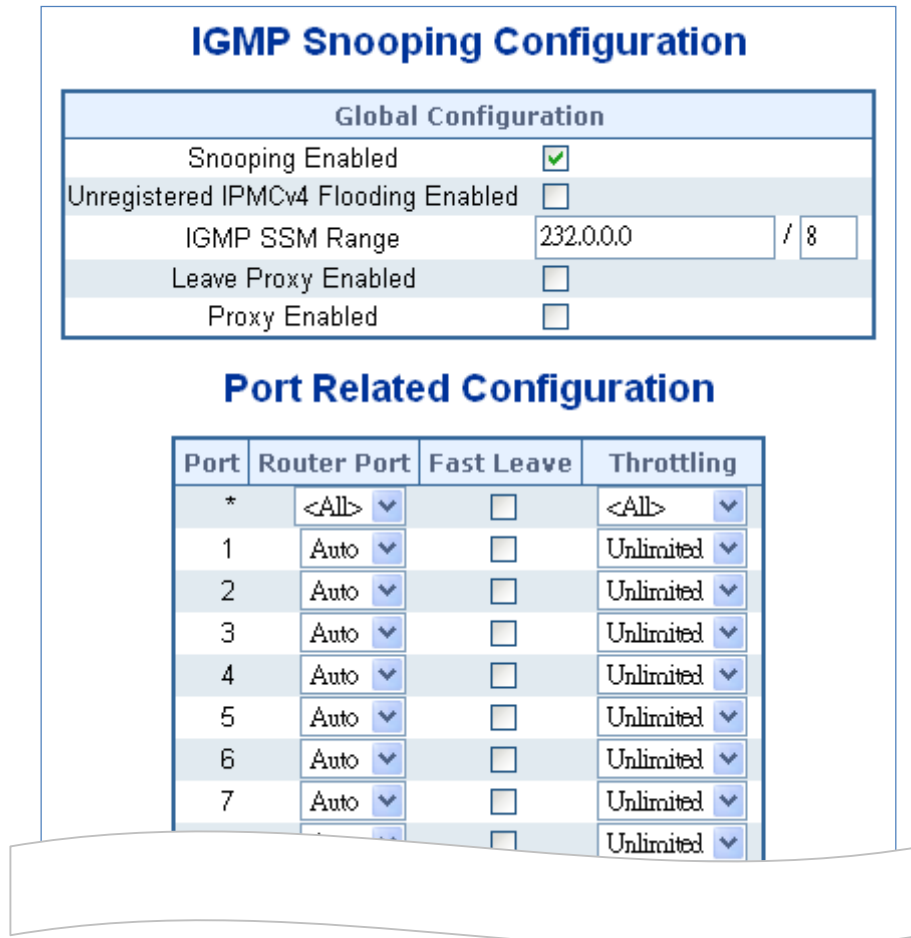 IGMP Snooping Configuration
Global Configuration
Snooping Enabled
Unregistered IPMCv4 Flooding Enabled
IGMP SSM Range 232.0.0.0 / 8
Leave Proxy Enabled
Proxy Enabled
Port Related Configuration
Port Router Port Fast Leave Throttling
* <All> <All>
1 Auto Unlimited
2 Auto Unlimited
3 Auto Unlimited
4 Auto Unlimited
5 Auto Unlimited
6 Auto Unlimited
7 Auto Unlimited
Unlimited